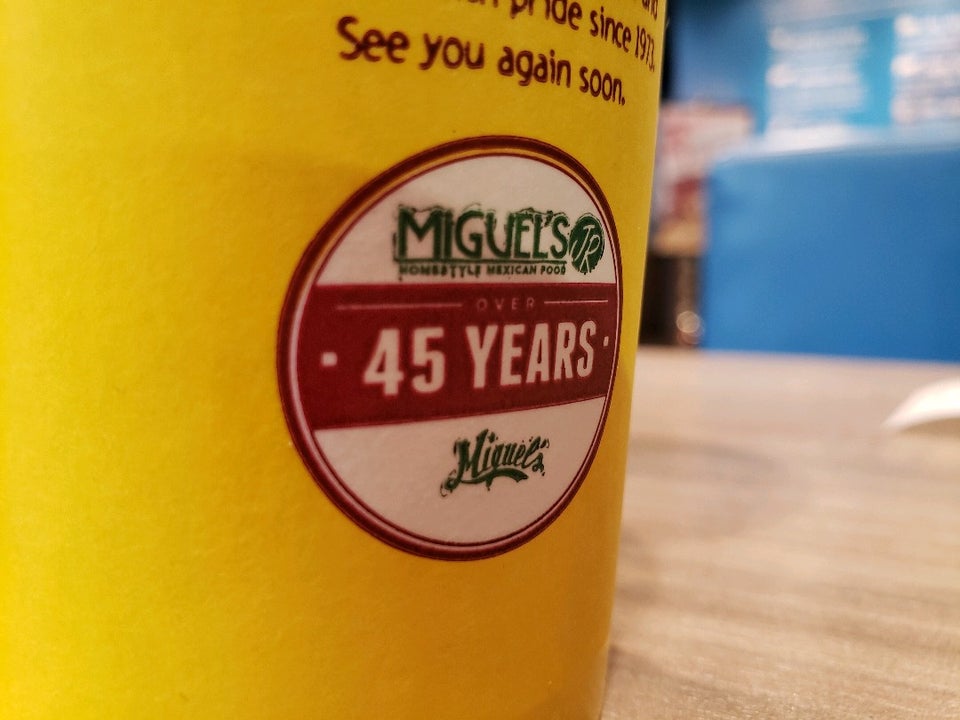 pride since 1973.
See you again soon.
MIGUEL'S JR
HOMESTYLE MEXICAN FOOD
OVER
· 45 YEARS ·
Miguel's